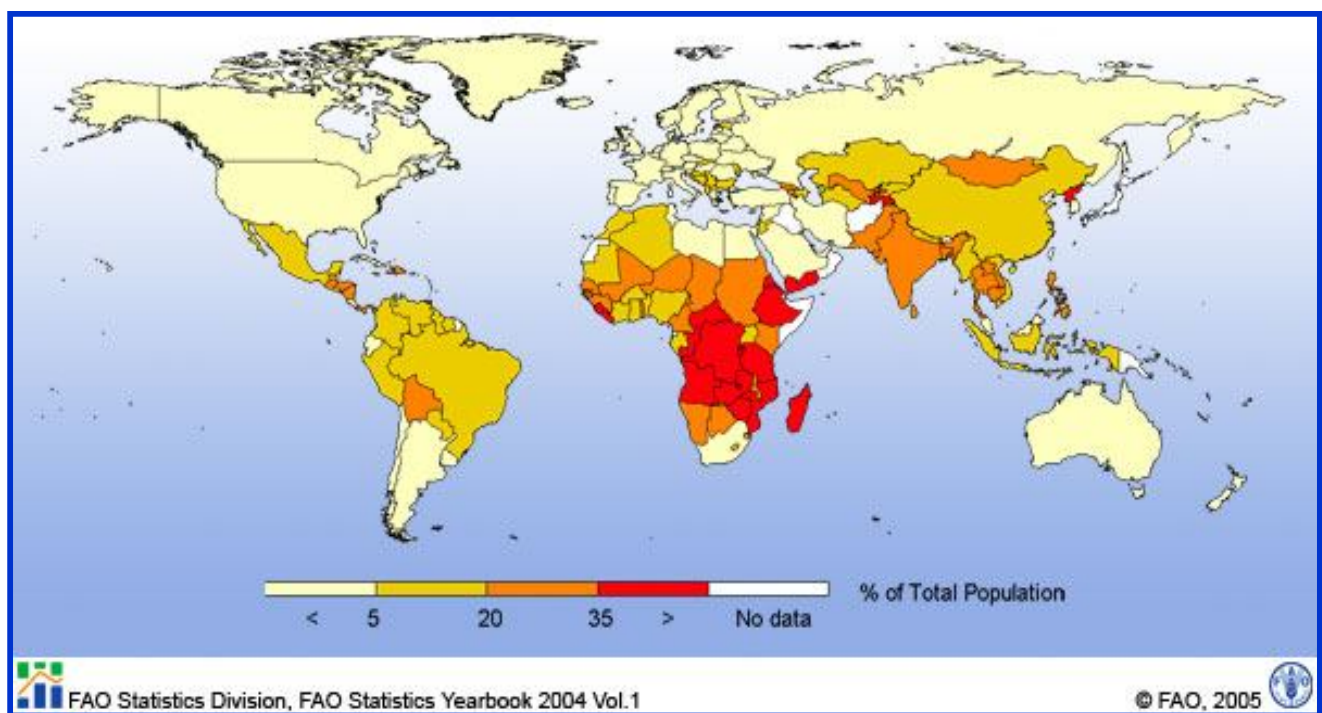 < 5 20 35 > No data % of Total Population
FAO Statistics Division, FAO Statistics Yearbook 2004 Vol.1 © FAO, 2005